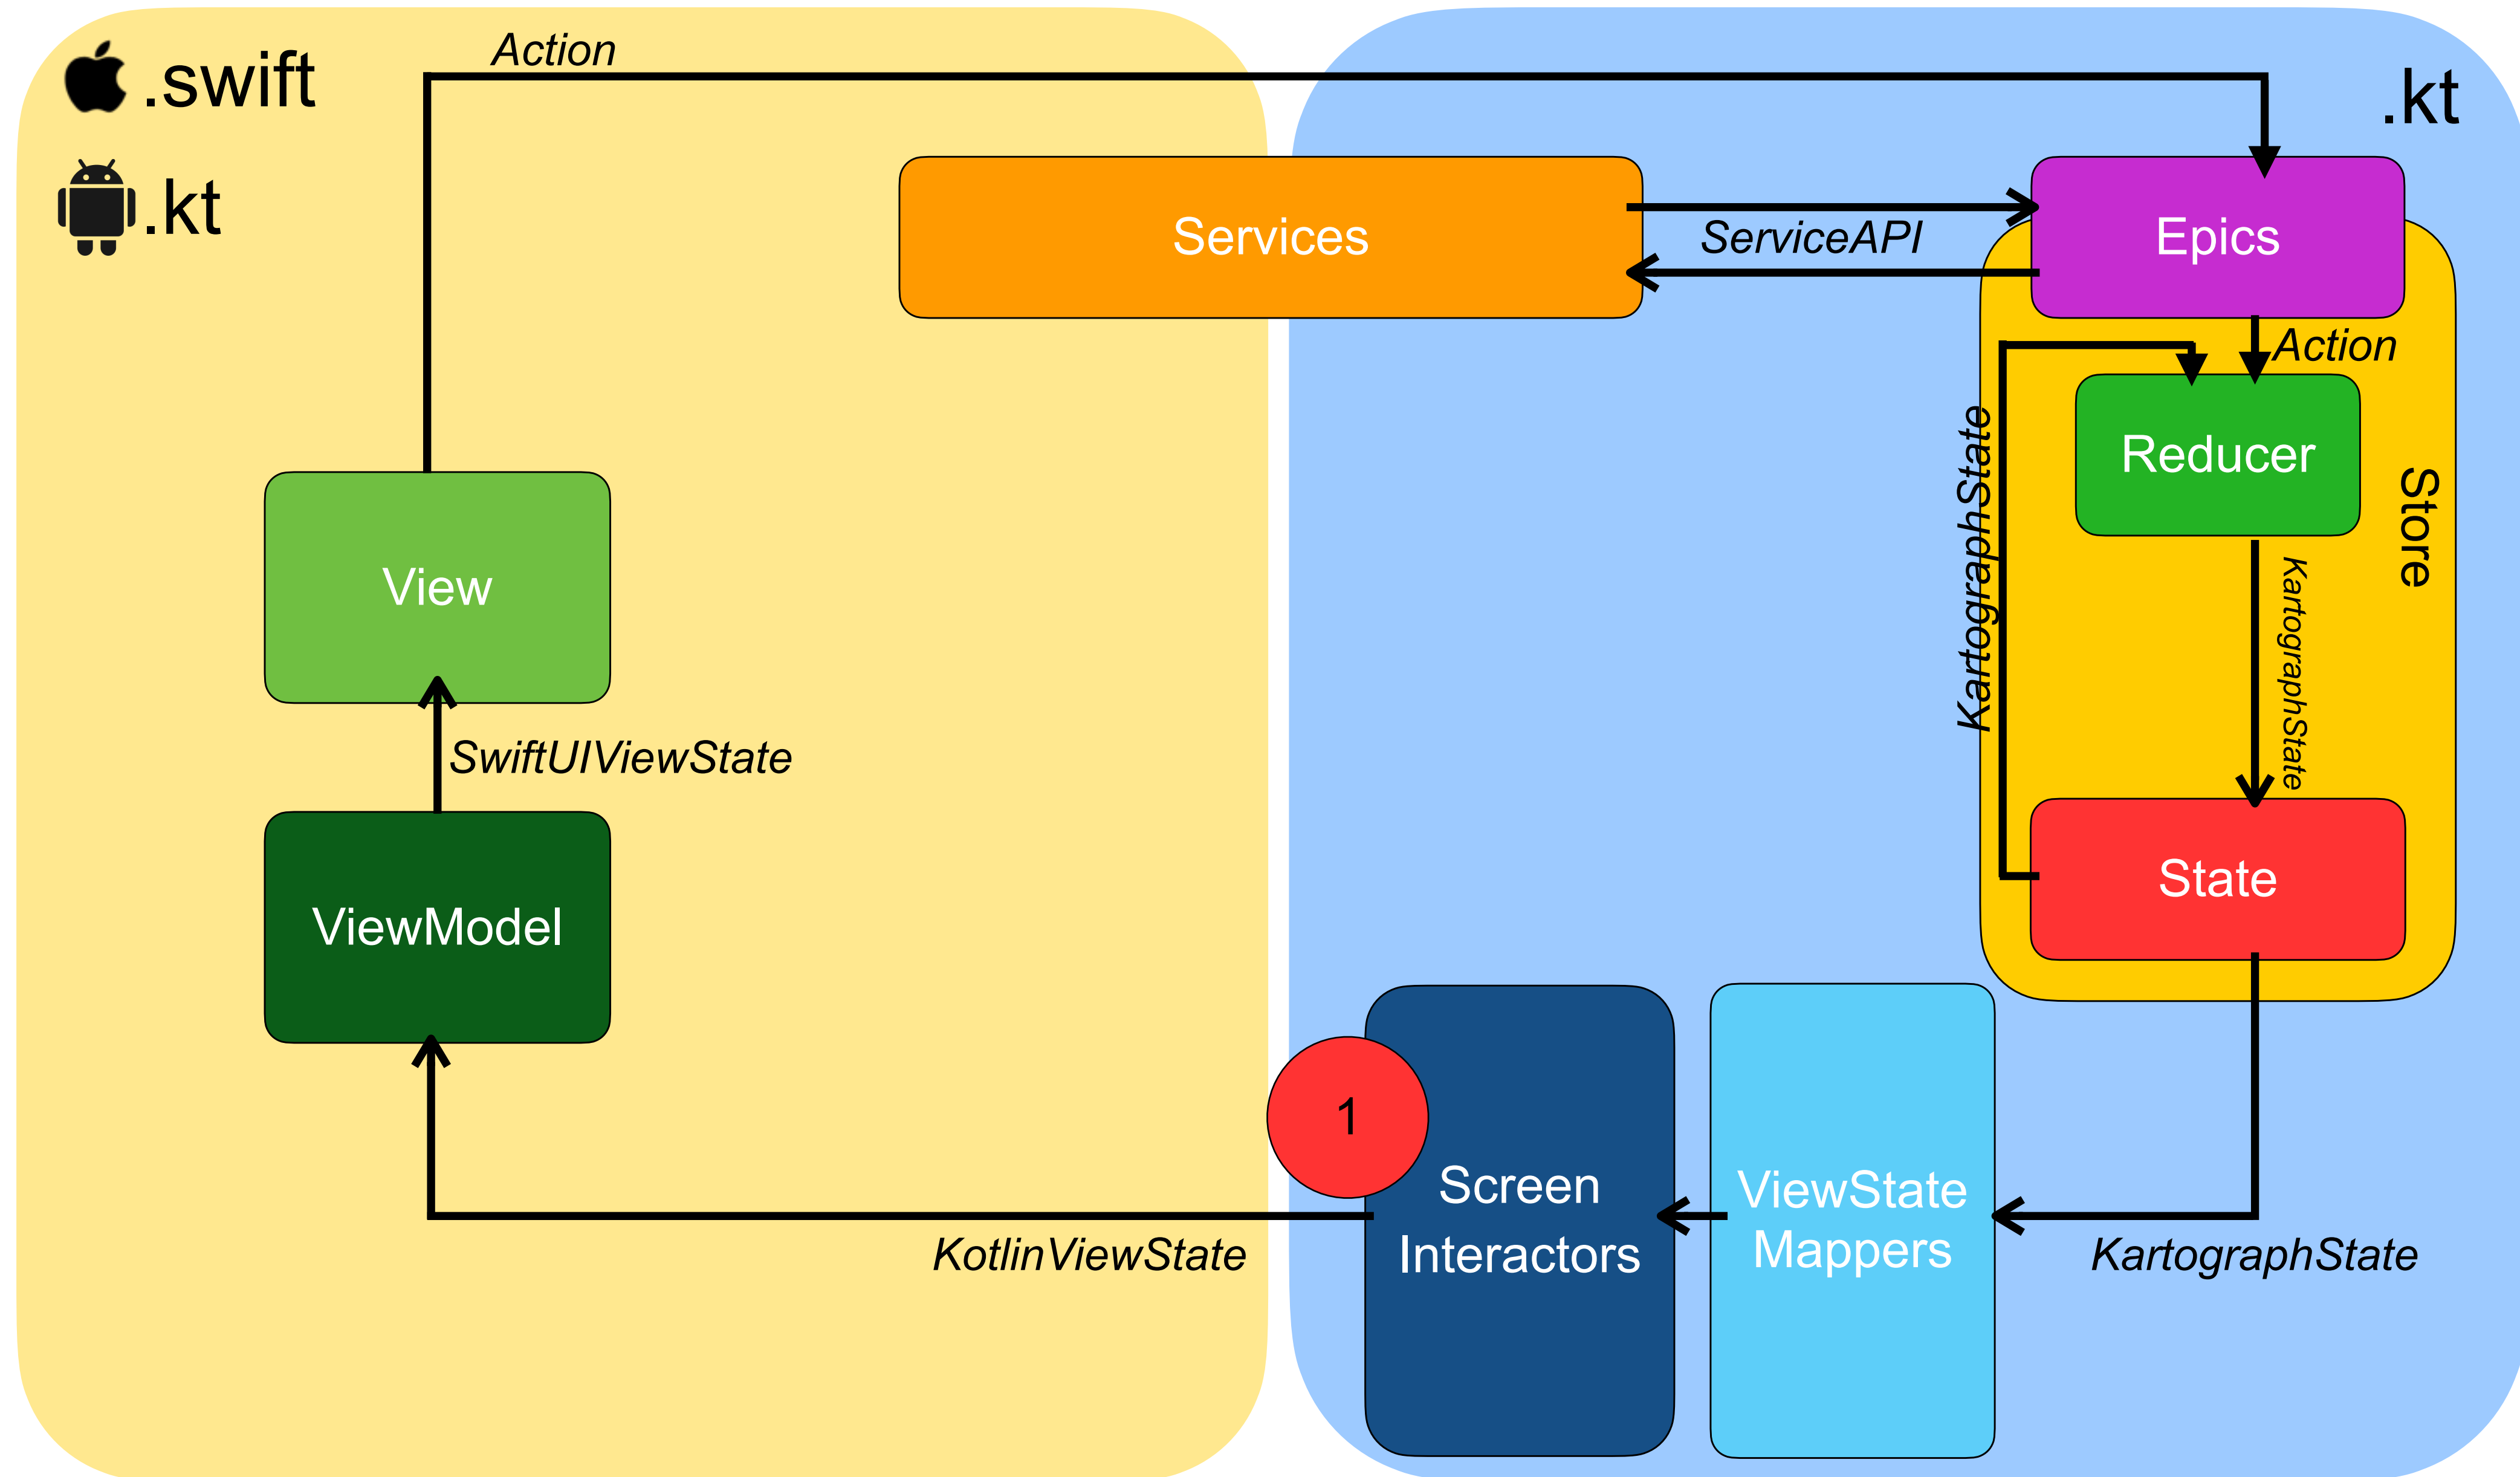 Action
.swift
.kt
.kt
Services
ServiceAPI
Epics
Action
KartographState
Reducer
Store
KartographState
View
SwiftUIViewState
State
ViewModel
1
Screen
Interactors
ViewState
Mappers
KotlinViewState
KartographState